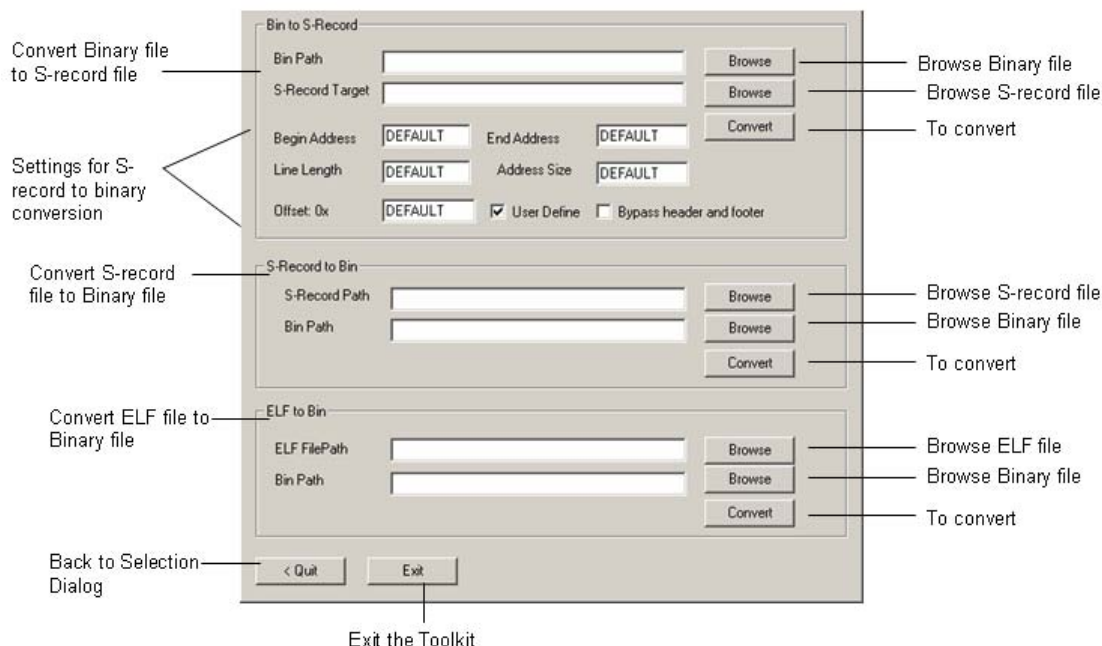 Bin to S-Record
Convert Binary file
to S-record file
Bin Path
Browse
Browse Binary file
S-Record Target
Browse
Browse S-record file
Convert
To convert
Settings for S-
record to binary
conversion
Begin Address
DEFAULT
End Address
DEFAULT
Line Length
DEFAULT
Address Size
DEFAULT
Offset: 0x
DEFAULT
User Define
Bypass header and footer
Convert S-record
file to Binary file
S-Record to Bin
S-Record Path
Browse
Browse S-record file
Bin Path
Browse
Browse Binary file
Convert
To convert
Convert ELF file to
Binary file
ELF to Bin
ELF FilePath
Browse
Browse ELF file
Bin Path
Browse
Browse Binary file
Convert
To convert
Back to Selection
Dialog
< Quit
Exit
Exit the Toolkit